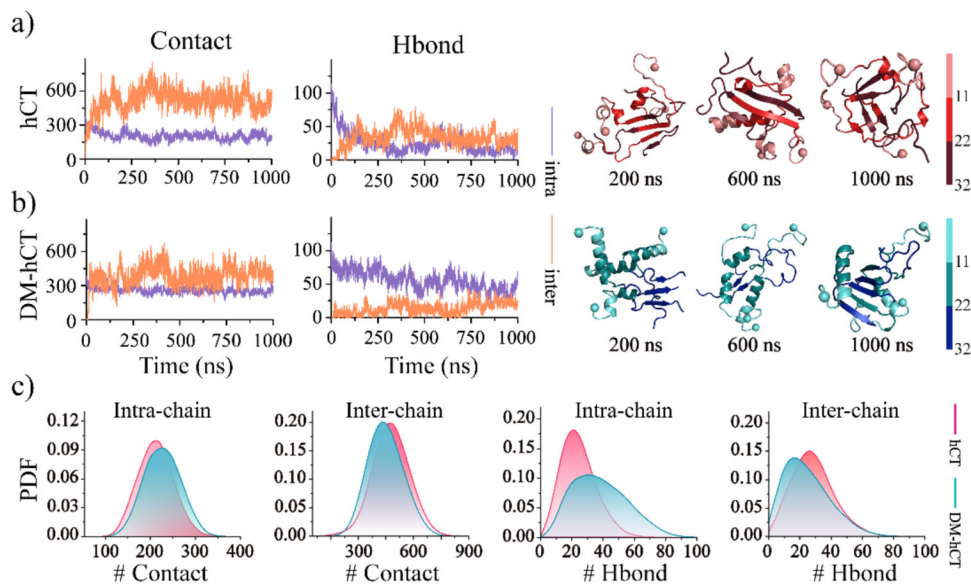 a)
Contact
Hbond
hCT
600
300
0
0 250 500 750 1000
100
50
0
0 250 500 750 1000
intra
200 ns
600 ns
1000 ns
11
22
32
b)
DM-hCT
600
300
0
0 250 500 750 1000
Time (ns)
100
50
0
0 250 500 750 1000
Time (ns)
inter
200 ns
600 ns
1000 ns
11
22
32
c)
PDF
Intra-chain
0.12
0.09
0.06
0.03
0.00
100 200 300 400
# Contact
Inter-chain
0.20
0.15
0.10
0.05
0.00
300 600 900
# Contact
Intra-chain
0.20
0.15
0.10
0.05
0.00
0 20 40 60 80 100
# Hbond
Inter-chain
0.20
0.15
0.10
0.05
0.00
0 20 40 60 80 100
# Hbond
hCT
DM-hCT